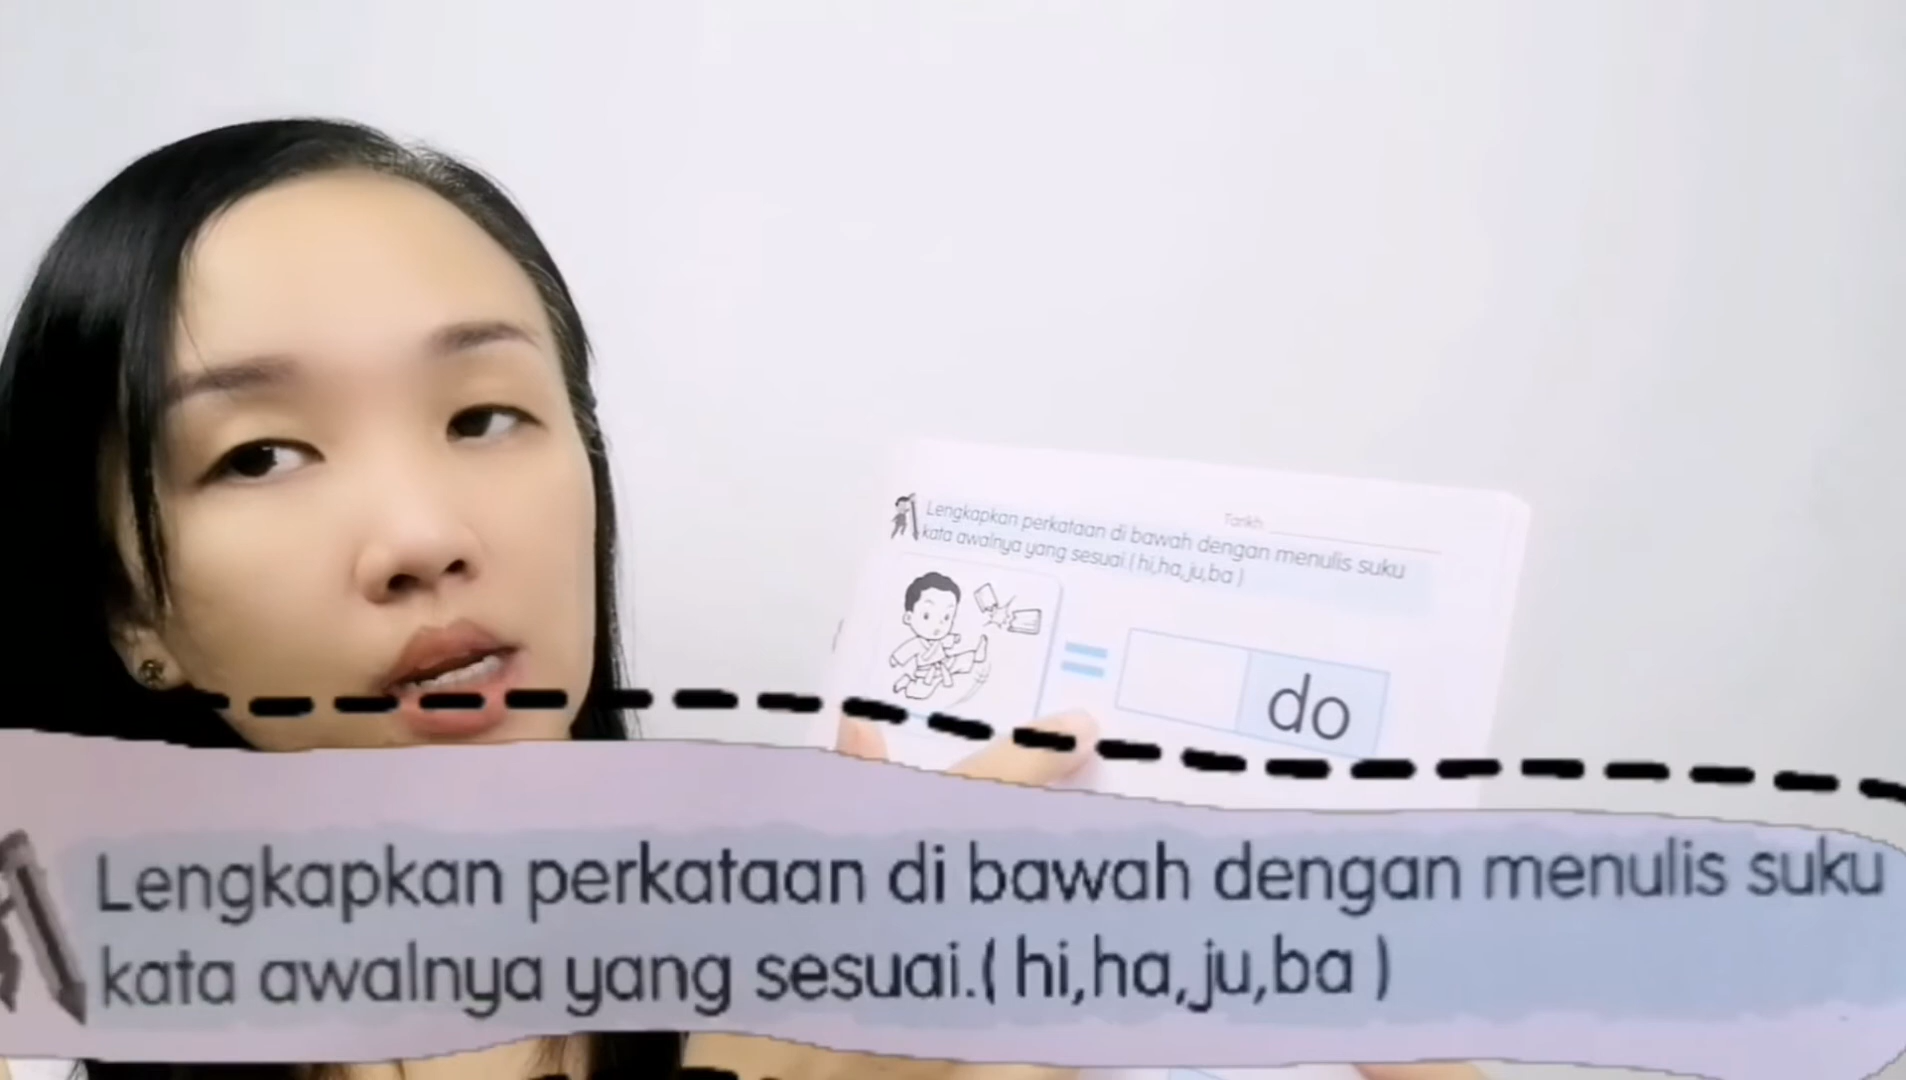 Tarikh
Lengkapkan perkataan di bawah dengan menulis suku
kata awalnya yang sesuai.( hi,ha,ju,ba )
do
Lengkapkan perkataan di bawah dengan menulis suku
kata awalnya yang sesuai.( hi,ha,ju,ba )